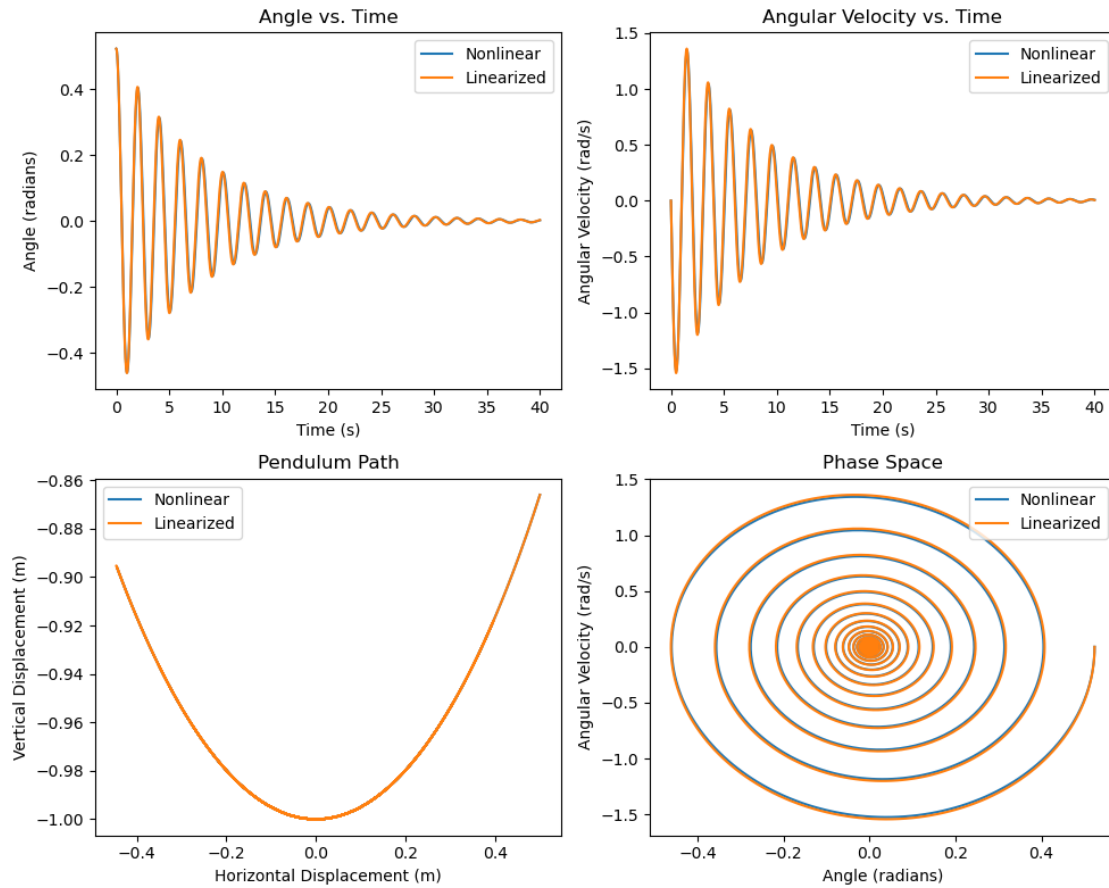 Angle vs. Time
Nonlinear
Linearized
0.4
0.2
0.0
−0.2
−0.4
Angle (radians)
0 5 10 15 20 25 30 35 40
Time (s)
Angular Velocity vs. Time
Nonlinear
Linearized
1.5
1.0
0.5
0.0
−0.5
−1.0
−1.5
Angular Velocity (rad/s)
0 5 10 15 20 25 30 35 40
Time (s)
Pendulum Path
Nonlinear
Linearized
−0.86
−0.88
−0.90
−0.92
−0.94
−0.96
−0.98
−1.00
Vertical Displacement (m)
−0.4 −0.2 0.0 0.2 0.4
Horizontal Displacement (m)
Phase Space
Nonlinear
Linearized
1.5
1.0
0.5
0.0
−0.5
−1.0
−1.5
Angular Velocity (rad/s)
−0.4 −0.2 0.0 0.2 0.4
Angle (radians)